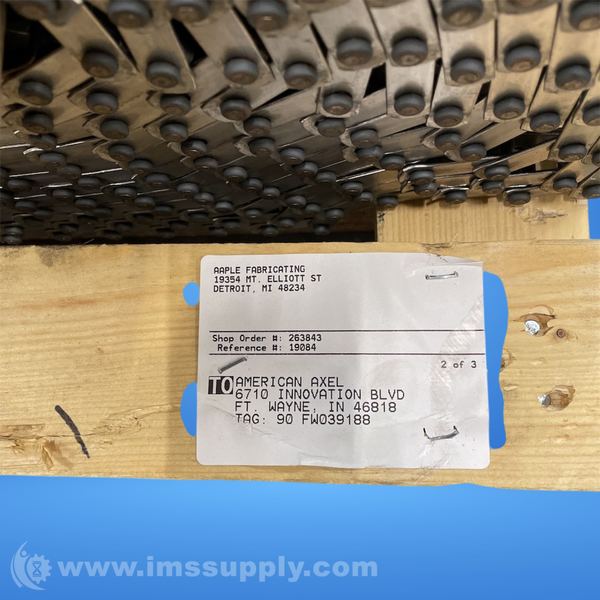 AAPLE FABRICATING
19354 MT. ELLIOTT ST
DETROIT, MI 48234
Shop Order #: 263843
Reference #: 19084
2 of 3
TO AMERICAN AXEL
6710 INNOVATION BLVD
FT. WAYNE, IN 46818
TAG: 90 FW039188
www.imssupply.com